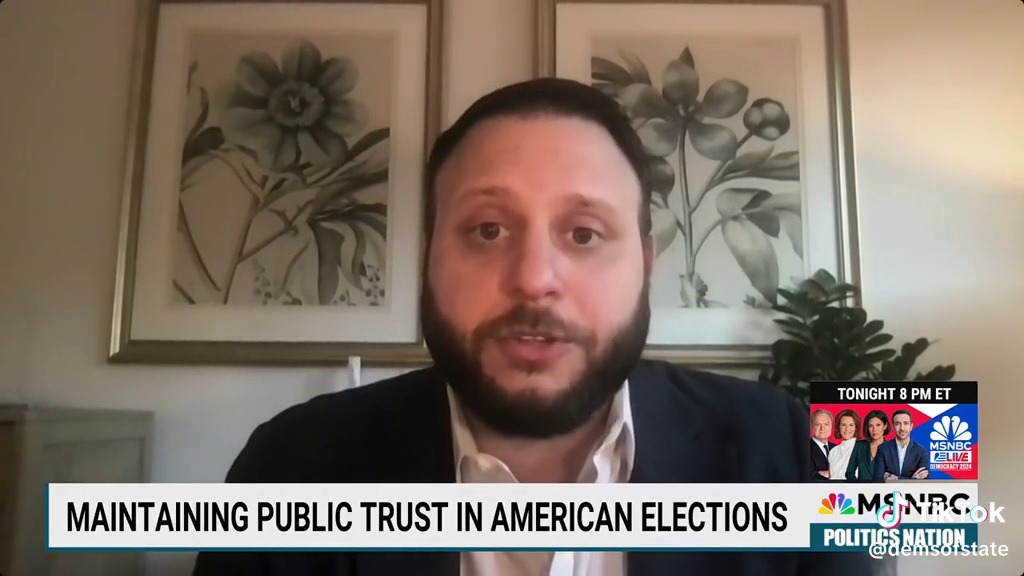 TONIGHT 8 PM ET
MSNBC
LIVE
DEMOCRACY 2024
MAINTAINING PUBLIC TRUST IN AMERICAN ELECTIONS
MSNBC
TikTok
POLITICS NATION
@demsofstate